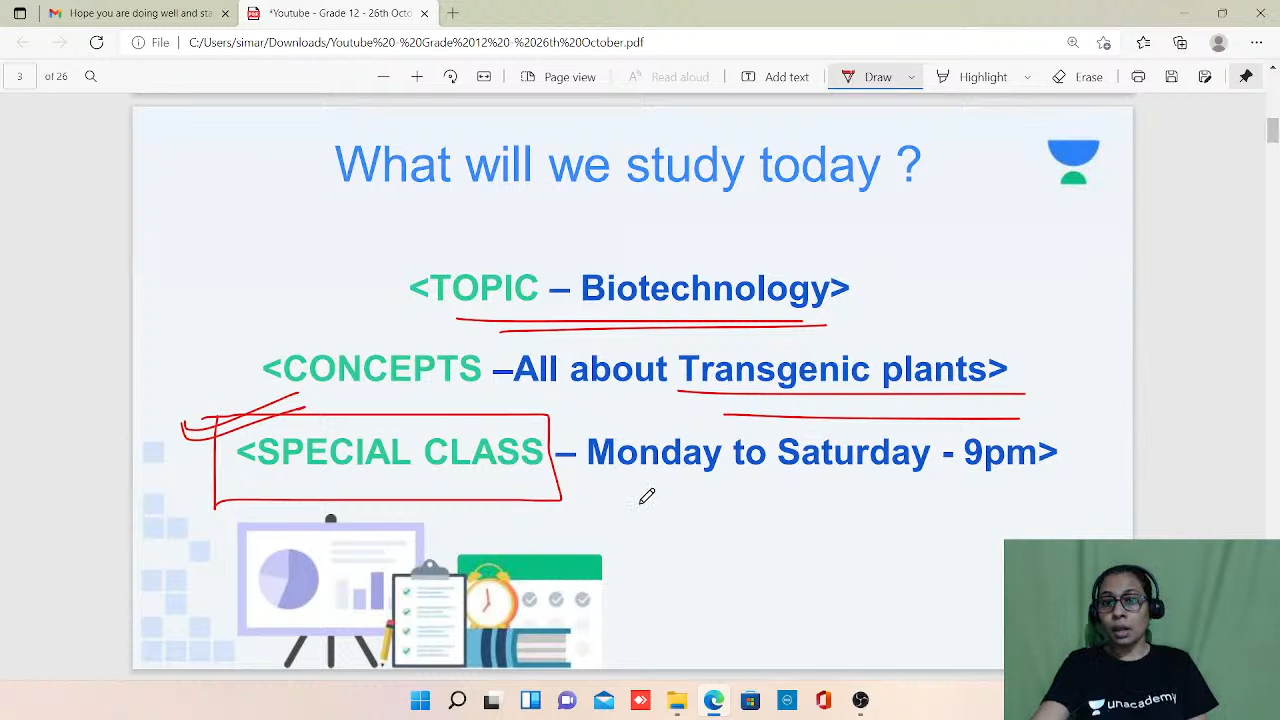 Hope you are doing well and sta
*Youtube - Grade 12 - 26th Octo
File
C:/Users/simar/Downloads/Youtube%20-%20Grade%2012%20-%2026th%20October.pdf
3 of 26
Page view
Read aloud
Add text
Draw
Highlight
Erase
What will we study today ?
<TOPIC – Biotechnology>
<CONCEPTS –All about Transgenic plants>
<SPECIAL CLASS – Monday to Saturday - 9pm>
unacademy